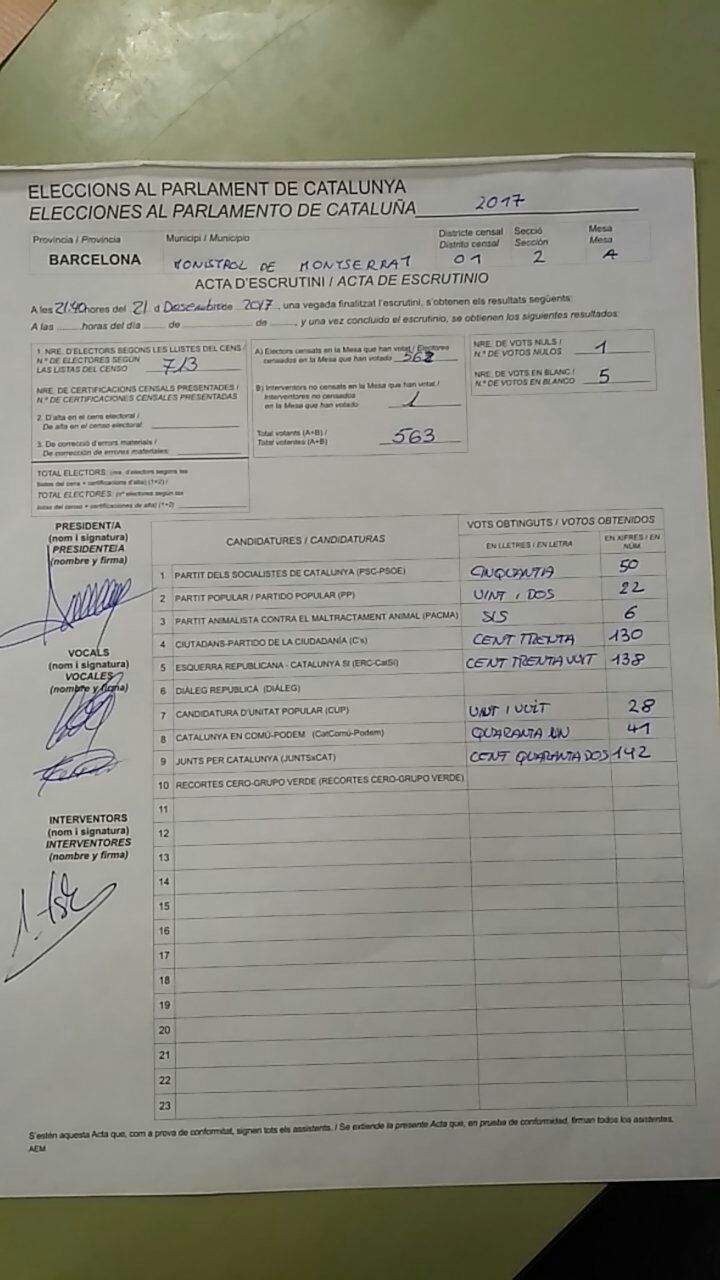 ELECCIONS AL PARLAMENT DE CATALUNYA
ELECCIONES AL PARLAMENTO DE CATALUÑA 2017
Provincia / Provincia Municipi / Municipio Districte censal Secció Mesa
Distrito censal Sección Mesa
BARCELONA MONISTROL DE MONTSERRAT 01 2 A
ACTA D'ESCRUTINI / ACTA DE ESCRUTINIO
A les 21:40 hores del 21 d Desembre de 2017, una vegada finalitzat l'escrutini, s'obtenen els resultats següents:
A las ...... horas del día ...... de ............ de ......, y una vez concluido el escrutinio, se obtienen los siguientes resultados:
1. NRE. D'ELECTORS SEGONS LES LLISTES DEL CENS /
N.º DE ELECTORES SEGÚN
LAS LISTAS DEL CENSO 713
NRE. DE CERTIFICACIONS CENSALS PRESENTADES /
N.º DE CERTIFICACIONES CENSALES PRESENTADAS
2. D'alta en el cens electoral /
De alta en el censo electoral:
3. De correcció d'errors materials /
De corrección de errores materiales:
TOTAL ELECTORS: (nre. d'electors segons les
llistes del cens + certificacions d'alta) (1+2) /
TOTAL ELECTORES: (nº electores según las
listas del censo + certificaciones de alta) (1+2)
A) Electors censats en la Mesa que han votat / Electores
censados en la Mesa que han votado 562
B) Interventors no censats en la Mesa que han votat /
Interventores no censados
en la Mesa que han votado 1
Total votants (A+B) /
Total votantes (A+B) 563
NRE. DE VOTS NULS /
N.º DE VOTOS NULOS 1
NRE. DE VOTS EN BLANC /
N.º DE VOTOS EN BLANCO 5
PRESIDENT/A
(nom i signatura)
PRESIDENTE/A
(nombre y firma)
VOCALS
(nom i signatura)
VOCALES
(nombre y firma)
INTERVENTORS
(nom i signatura)
INTERVENTORES
(nombre y firma)
CANDIDATURES / CANDIDATURAS VOTS OBTINGUTS / VOTOS OBTENIDOS
EN LLETRES / EN LETRA EN XIFRES / EN NÚM.
1 PARTIT DELS SOCIALISTES DE CATALUNYA (PSC-PSOE) CINQUANTA 50
2 PARTIT POPULAR / PARTIDO POPULAR (PP) VINT I DOS 22
3 PARTIT ANIMALISTA CONTRA EL MALTRACTAMENT ANIMAL (PACMA) SIS 6
4 CIUTADANS-PARTIDO DE LA CIUDADANÍA (C's) CENT TRENTA 130
5 ESQUERRA REPUBLICANA - CATALUNYA SÍ (ERC-CatSí) CENT TRENTA VUIT 138
6 DIÀLEG REPUBLICÀ (DIÀLEG)
7 CANDIDATURA D'UNITAT POPULAR (CUP) VINT I VUIT 28
8 CATALUNYA EN COMÚ-PODEM (CatComú-Podem) QUARANTA UN 41
9 JUNTS PER CATALUNYA (JUNTSxCAT) CENT QUARANTA DOS 142
10 RECORTES CERO-GRUPO VERDE (RECORTES CERO-GRUPO VERDE)
11
12
13
14
15
16
17
18
19
20
21
22
23
S'estén aquesta Acta que, com a prova de conformitat, signen tots els assistents. / Se extiende la presente Acta que, en prueba de conformidad, firman todos los asistentes.
AEM